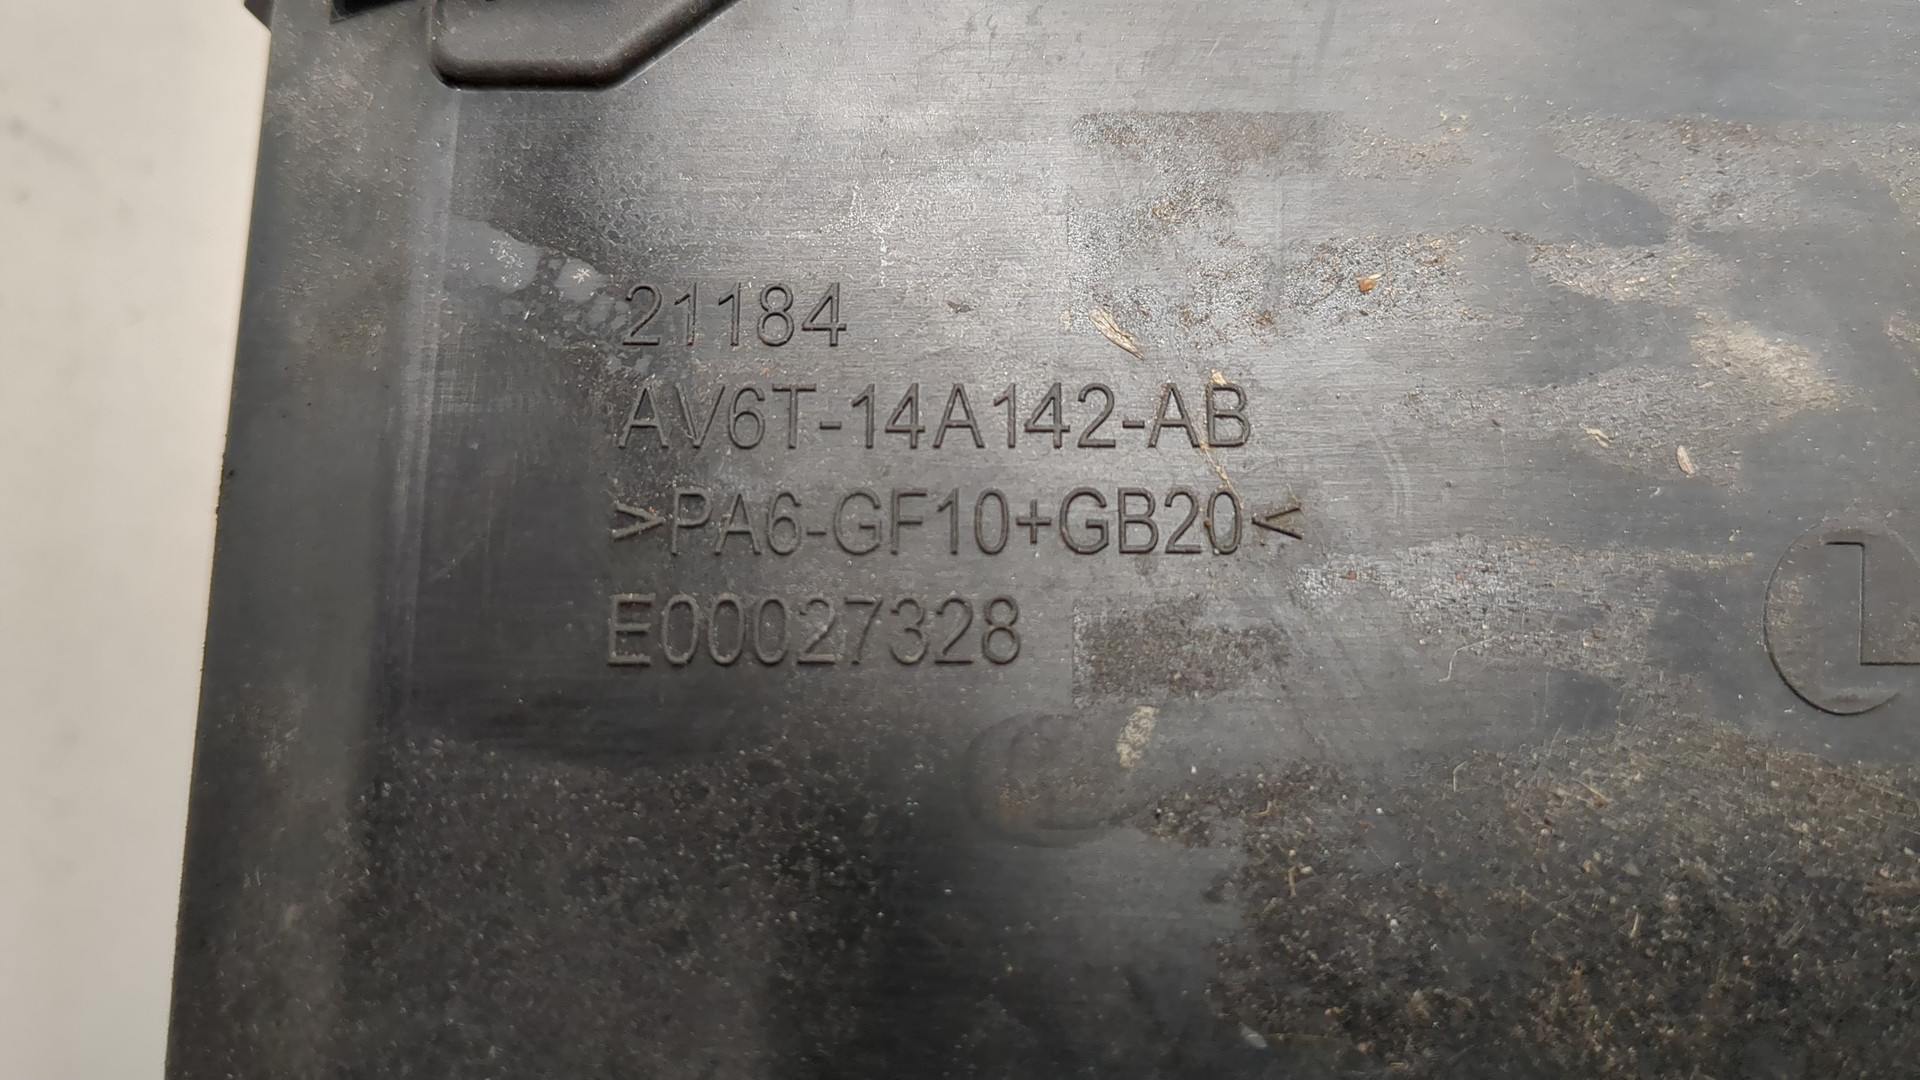 21184
AV6T-14A142-AB
>PA6-GF10+GB20<
E00027328